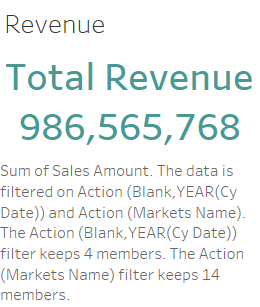 Revenue
Total Revenue
986,565,768
Sum of Sales Amount. The data is
filtered on Action (Blank,YEAR(Cy
Date)) and Action (Markets Name).
The Action (Blank,YEAR(Cy Date))
filter keeps 4 members. The Action
(Markets Name) filter keeps 14
members.